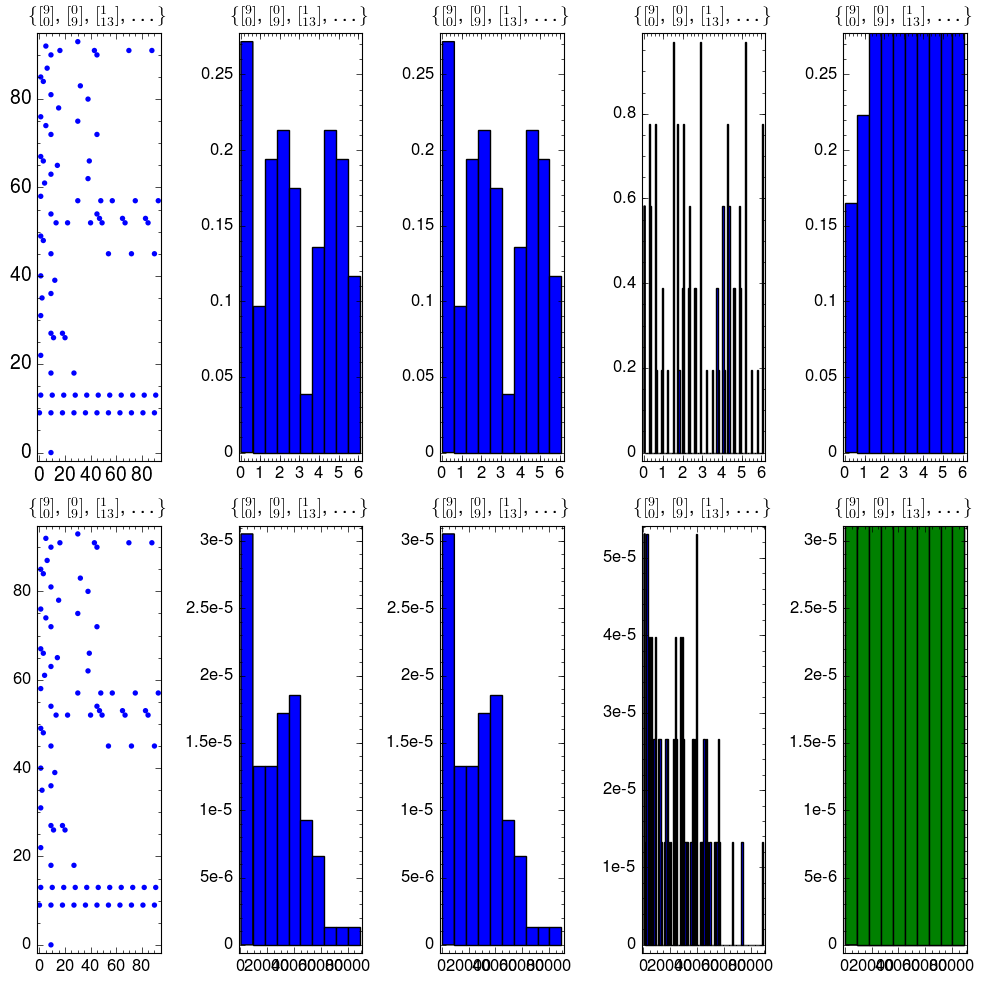 {[9 0], [0 9], [1 13], ...}
80
60
40
20
0
0 20 40 60 80
{[9 0], [0 9], [1 13], ...}
0.25
0.2
0.15
0.1
0.05
0
0 1 2 3 4 5 6
{[9 0], [0 9], [1 13], ...}
0.25
0.2
0.15
0.1
0.05
0
0 1 2 3 4 5 6
{[9 0], [0 9], [1 13], ...}
0.8
0.6
0.4
0.2
0
0 1 2 3 4 5 6
{[9 0], [0 9], [1 13], ...}
0.25
0.2
0.15
0.1
0.05
0
0 1 2 3 4 5 6
{[9 0], [0 9], [1 13], ...}
80
60
40
20
0
0 20 40 60 80
{[9 0], [0 9], [1 13], ...}
3e-5
2.5e-5
2e-5
1.5e-5
1e-5
5e-6
0
{[9 0], [0 9], [1 13], ...}
3e-5
2.5e-5
2e-5
1.5e-5
1e-5
5e-6
0
{[9 0], [0 9], [1 13], ...}
5e-5
4e-5
3e-5
2e-5
1e-5
0
{[9 0], [0 9], [1 13], ...}
3e-5
2.5e-5
2e-5
1.5e-5
1e-5
5e-6
0